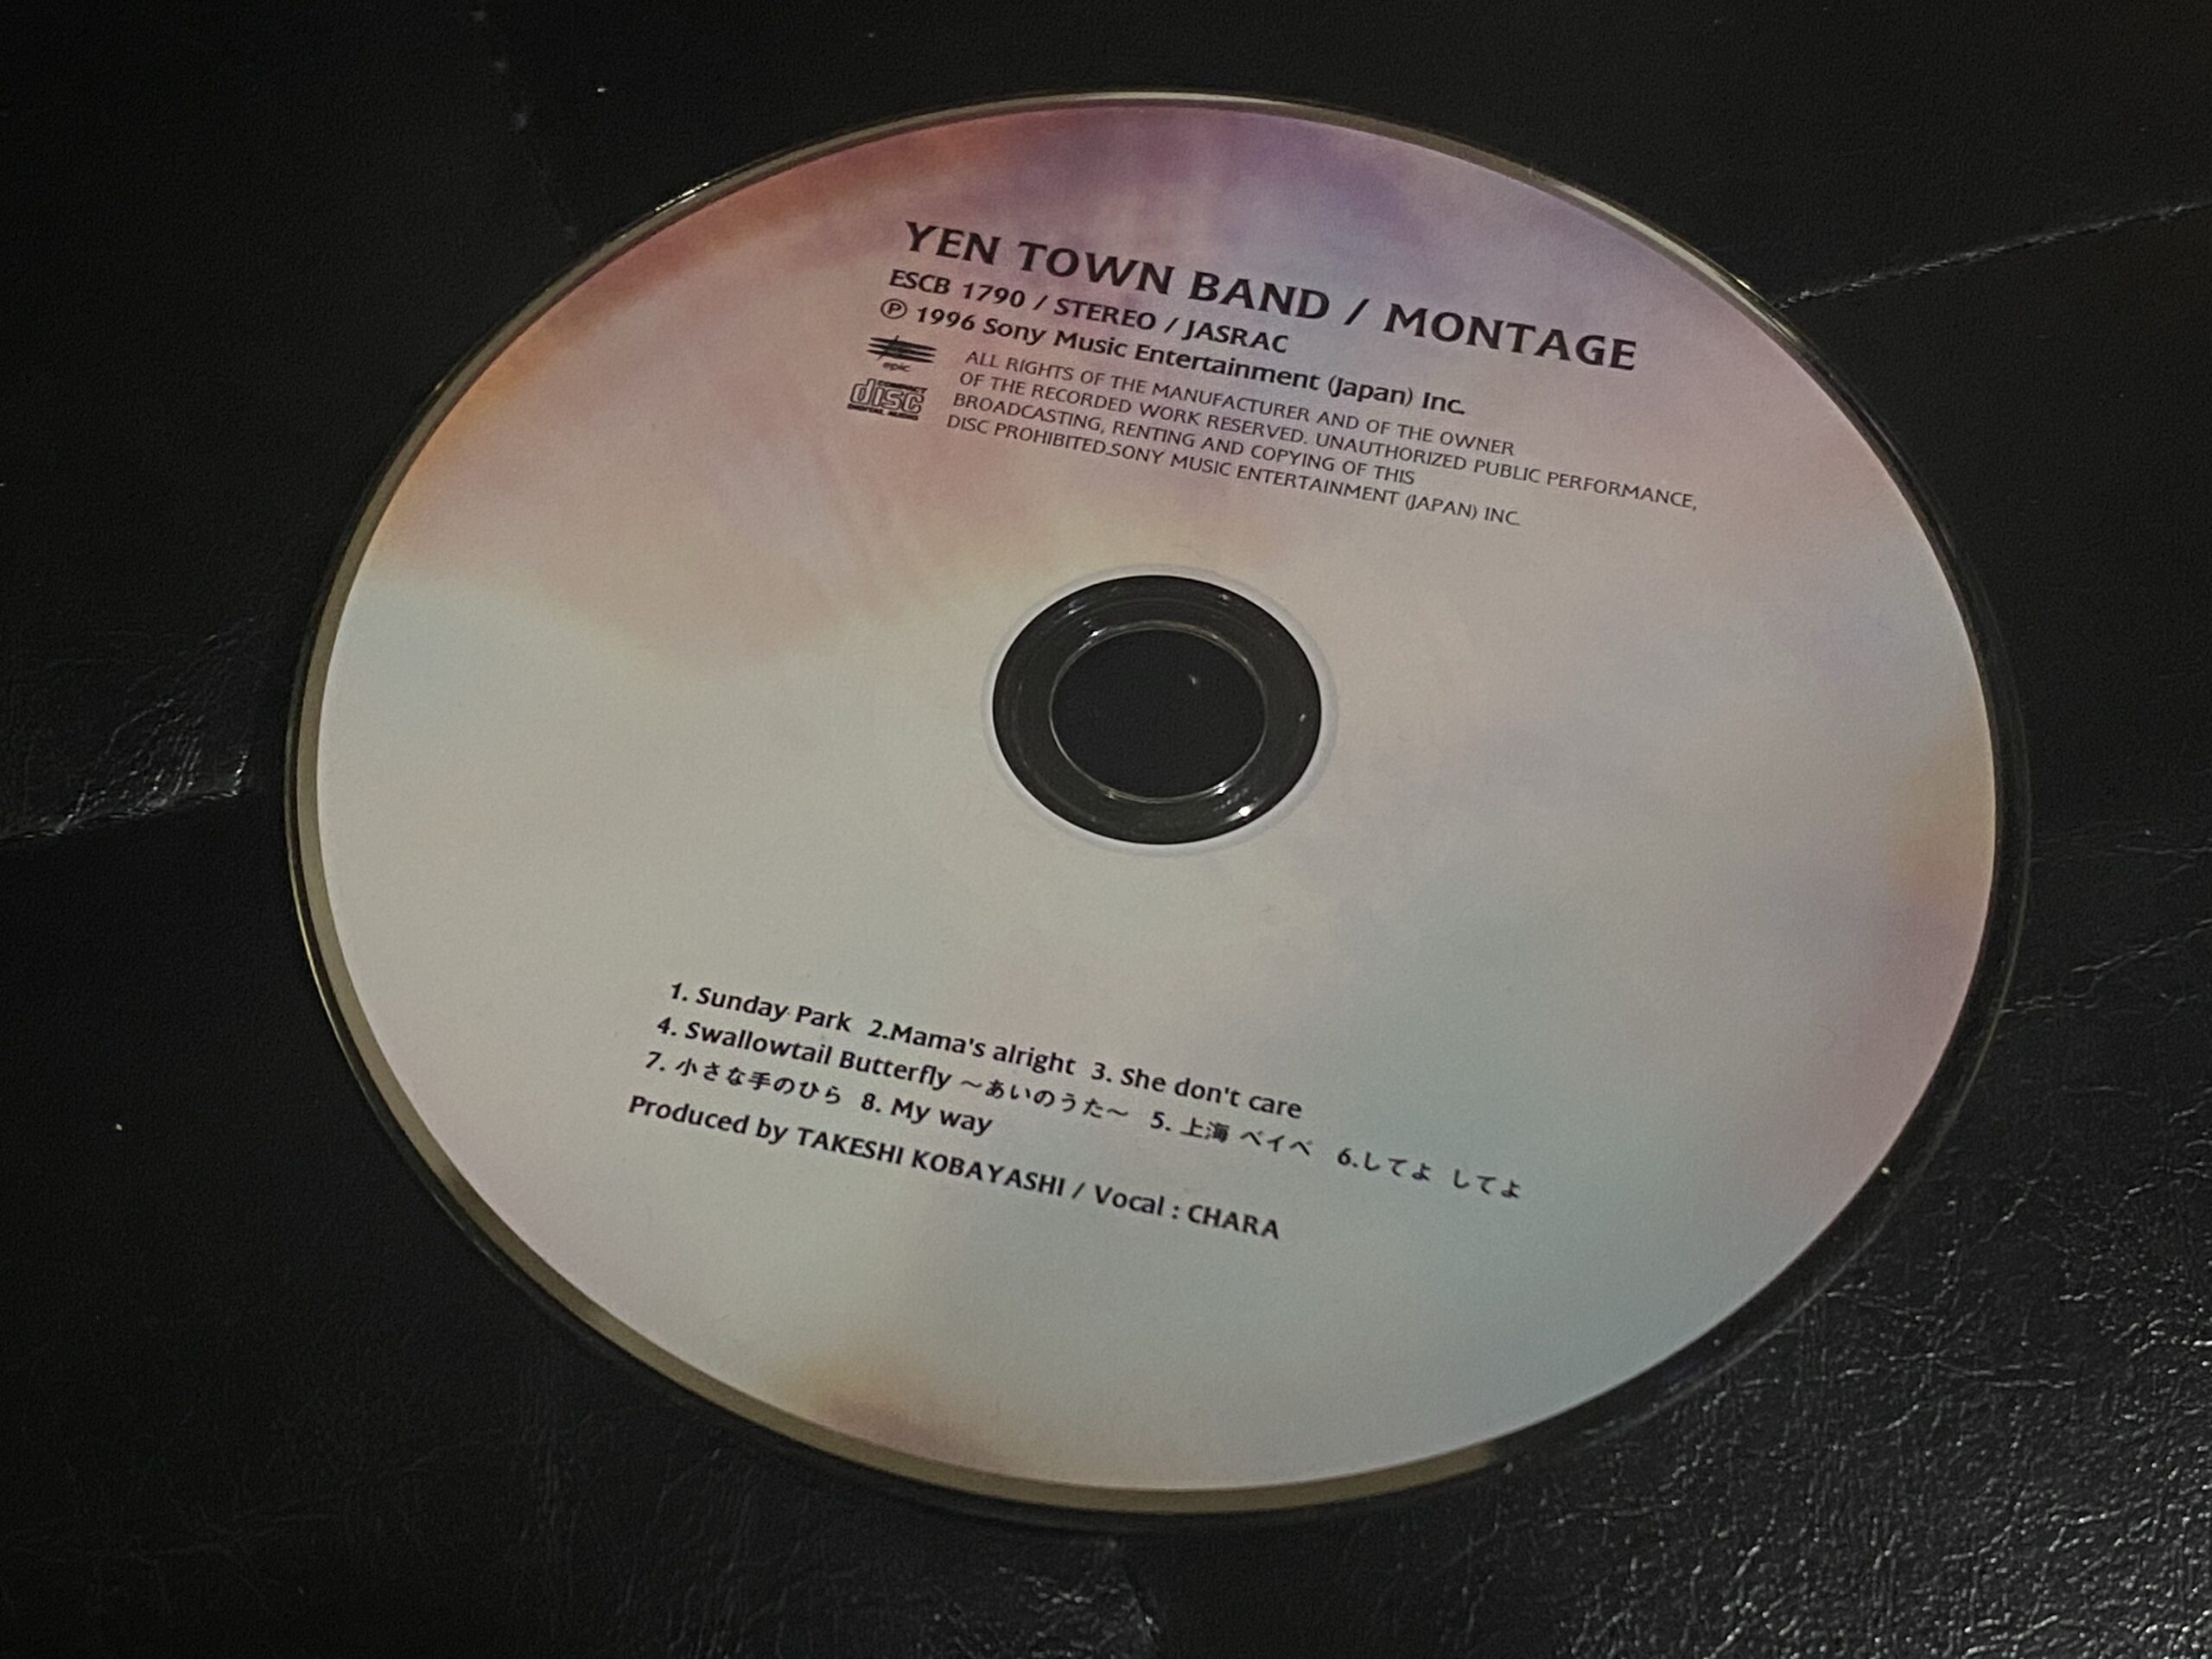 YEN TOWN BAND / MONTAGE
ESCB 1790 / STEREO / JASRAC
Ⓟ 1996 Sony Music Entertainment (Japan) Inc.
epic
COMPACT
disc
DIGITAL AUDIO
ALL RIGHTS OF THE MANUFACTURER AND OF THE OWNER
OF THE RECORDED WORK RESERVED. UNAUTHORIZED PUBLIC PERFORMANCE,
BROADCASTING, RENTING AND COPYING OF THIS
DISC PROHIBITED.SONY MUSIC ENTERTAINMENT (JAPAN) INC.
1. Sunday Park 2.Mama's alright 3. She don't care
4. Swallowtail Butterfly 〜あいのうた〜 5. 上海 ベイベ 6.してよ してよ
7. 小さな手のひら 8. My way
Produced by TAKESHI KOBAYASHI / Vocal : CHARA